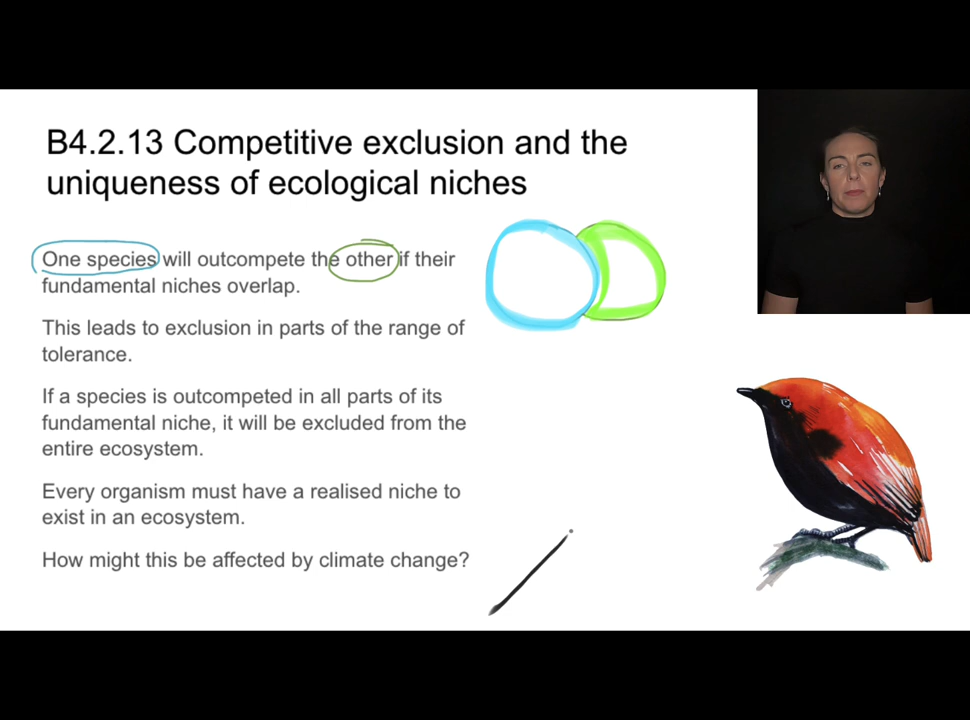 B4.2.13 Competitive exclusion and the
uniqueness of ecological niches
One species will outcompete the other if their
fundamental niches overlap.
This leads to exclusion in parts of the range of
tolerance.
If a species is outcompeted in all parts of its
fundamental niche, it will be excluded from the
entire ecosystem.
Every organism must have a realised niche to
exist in an ecosystem.
How might this be affected by climate change?